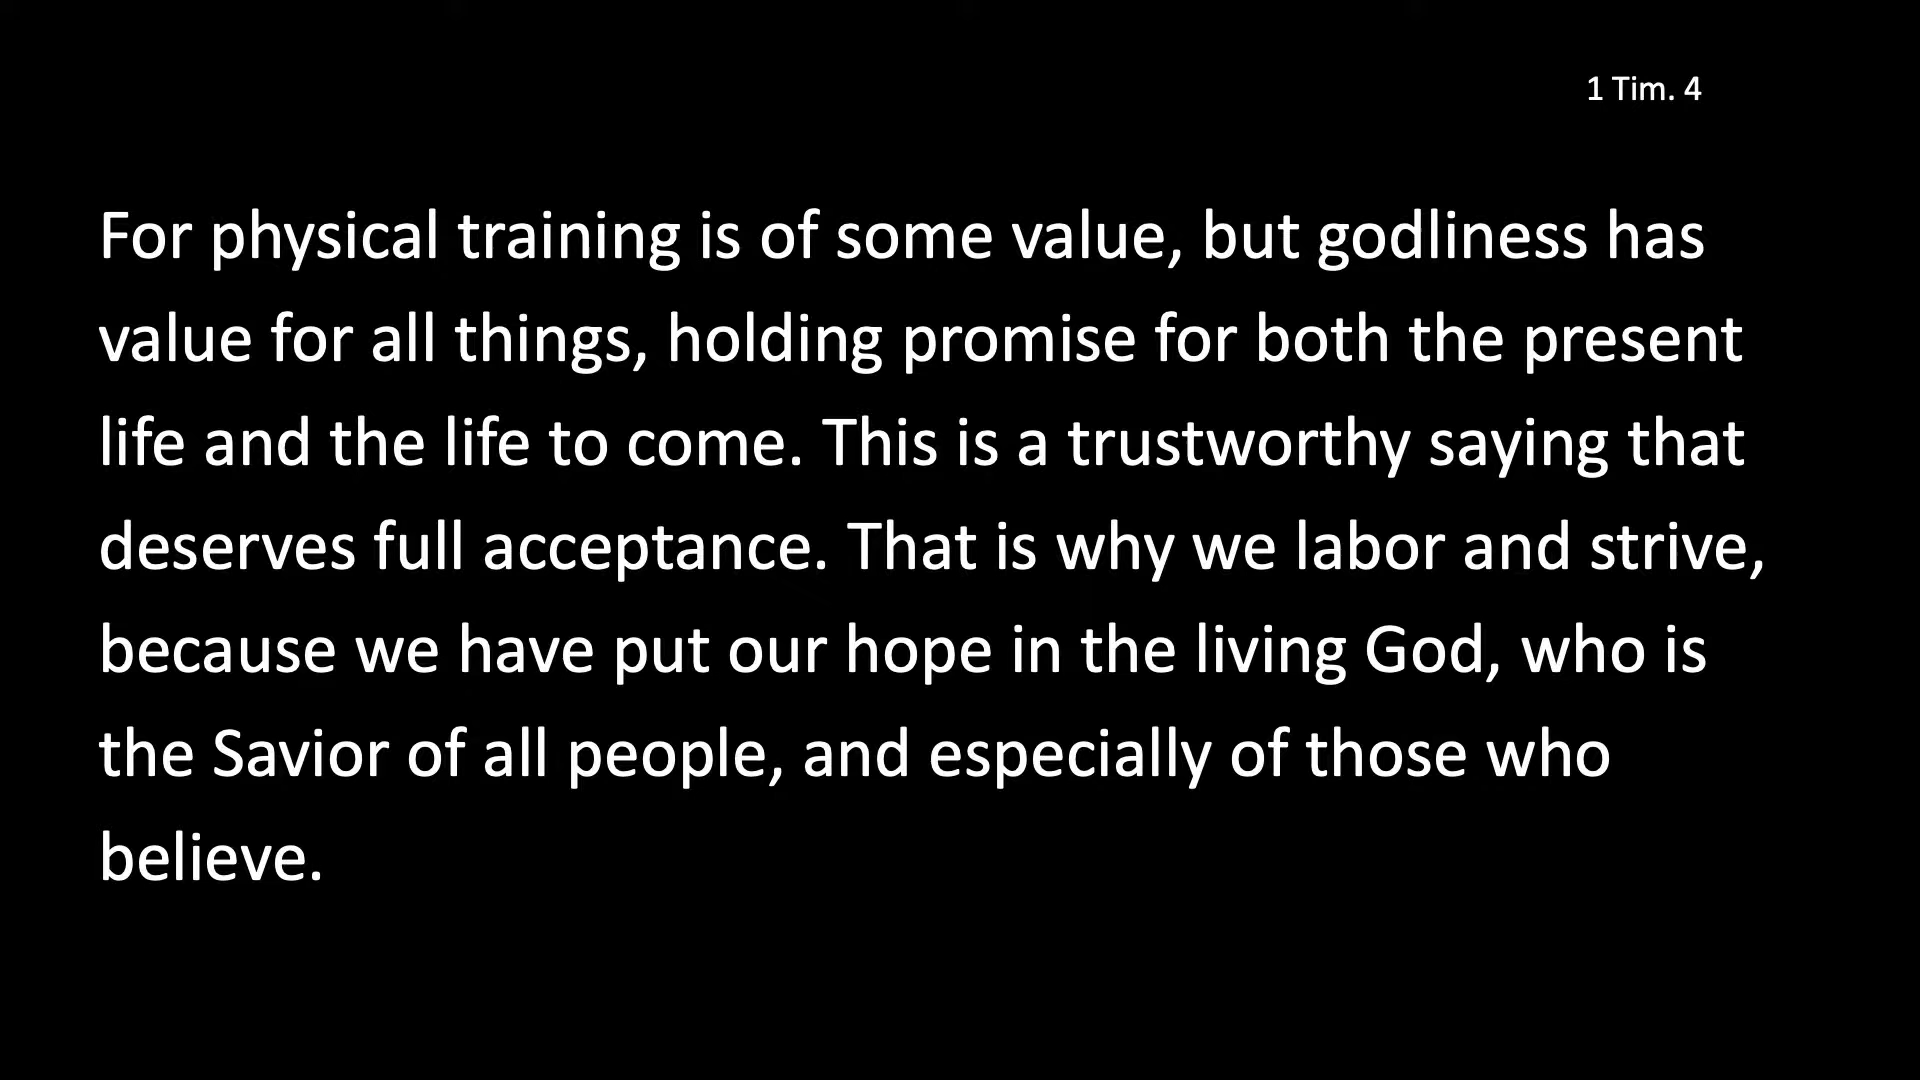 1 Tim. 4
For physical training is of some value, but godliness has
value for all things, holding promise for both the present
life and the life to come. This is a trustworthy saying that
deserves full acceptance. That is why we labor and strive,
because we have put our hope in the living God, who is
the Savior of all people, and especially of those who
believe.